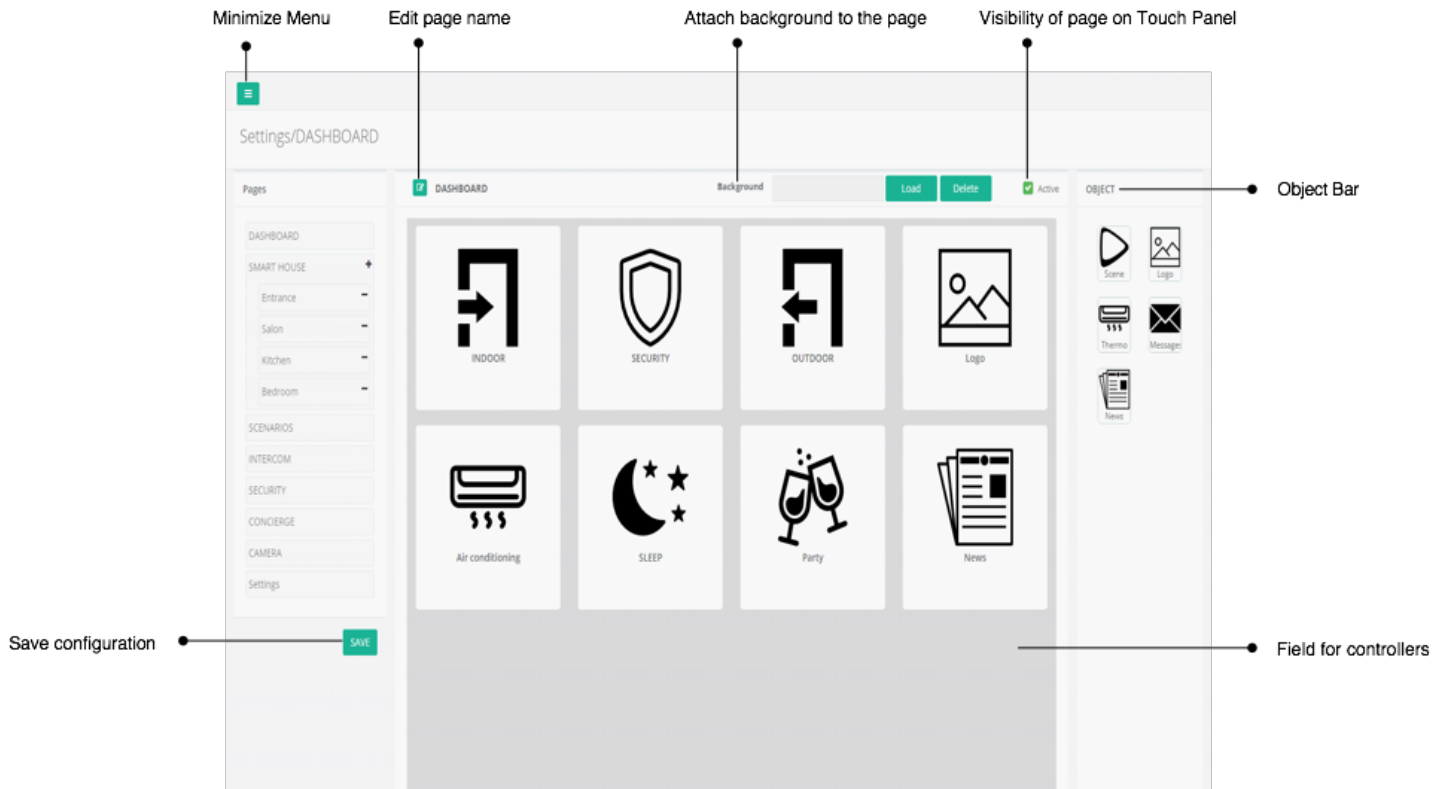 Minimize Menu
Edit page name
Attach background to the page
Visibility of page on Touch Panel
Settings/DASHBOARD
Pages
DASHBOARD
Background
Load
Delete
Active
OBJECT
Object Bar
DASHBOARD
SMART HOUSE
Entrance
Salon
Kitchen
Bedroom
SCENARIOS
INTERCOM
SECURITY
CONCIERGE
CAMERA
Settings
SAVE
Save configuration
INDOOR
SECURITY
OUTDOOR
Logo
Air conditioning
SLEEP
Party
News
Scene
Logo
Thermo
Messages
News
Field for controllers